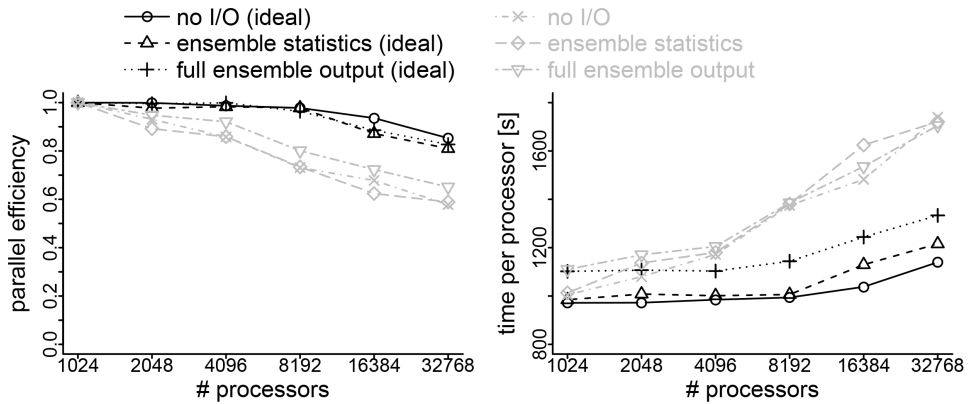 no I/O (ideal)
ensemble statistics (ideal)
full ensemble output (ideal)
no I/O
ensemble statistics
full ensemble output
parallel efficiency
1.0
0.8
0.6
0.4
0.2
0.0
1024 2048 4096 8192 16384 32768
# processors
time per processor [s]
1600
1200
800
1024 2048 4096 8192 16384 32768
# processors